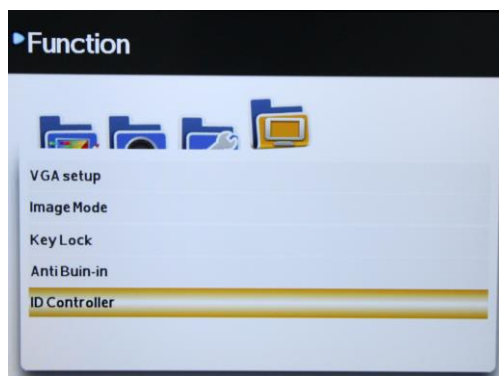 Function
VGA setup
Image Mode
Key Lock
Anti Buin-in
ID Controller